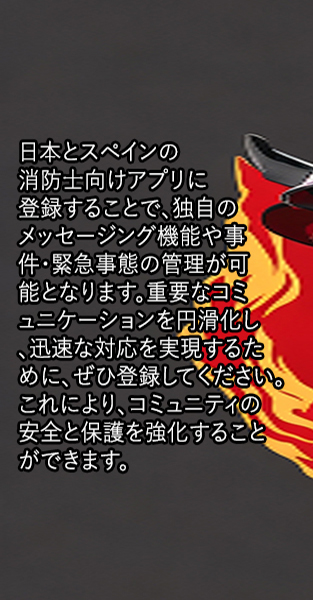 日本とスペインの
消防士向けアプリに
登録することで、独自の
メッセージング機能や事
件・緊急事態の管理が可
能となります。重要なコミ
ュニケーションを円滑化し
、迅速な対応を実現するた
めに、ぜひ登録してください。
これにより、コミュニティの
安全と保護を強化すること
ができます。